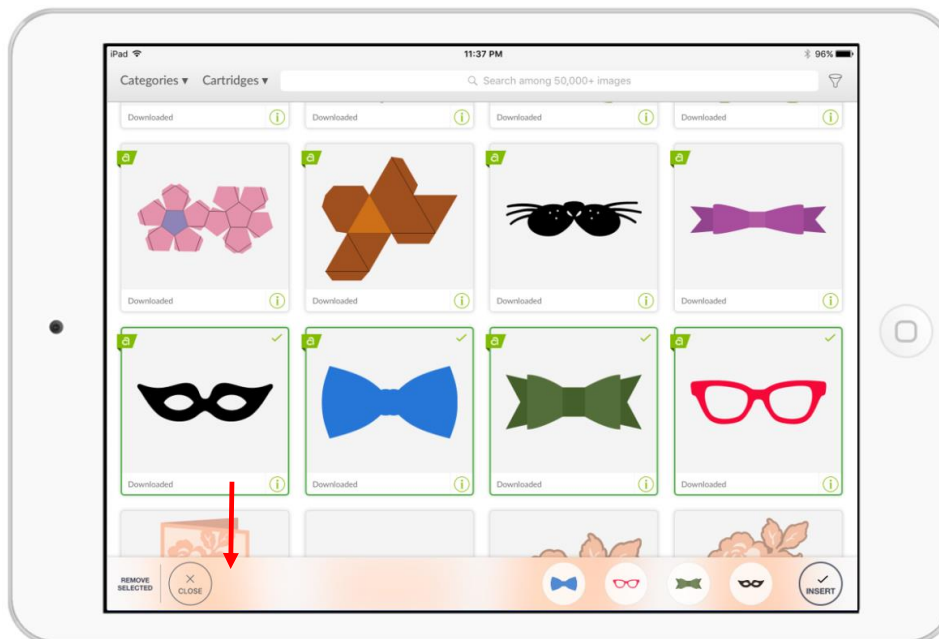 iPad 11:37 PM 96%
Categories ▾ Cartridges ▾ Search among 50,000+ images
Downloaded Downloaded Downloaded Downloaded
a a a a
Downloaded Downloaded Downloaded Downloaded
a a a a
Downloaded Downloaded Downloaded Downloaded
REMOVE
SELECTED
CLOSE
INSERT